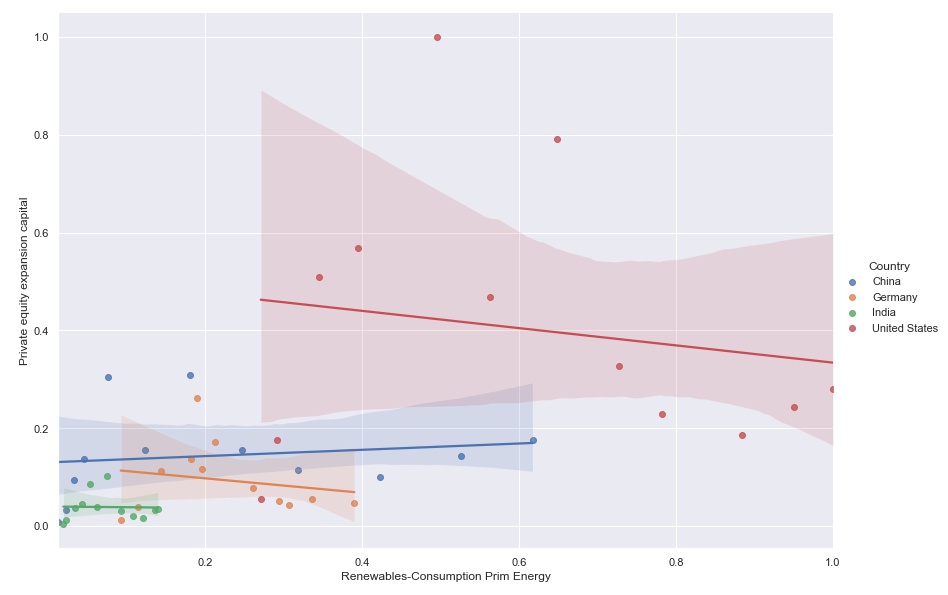 1.0
0.8
0.6
0.4
0.2
0.0
Private equity expansion capital
0.2
0.4
0.6
0.8
1.0
Renewables-Consumption Prim Energy
Country
China
Germany
India
United States